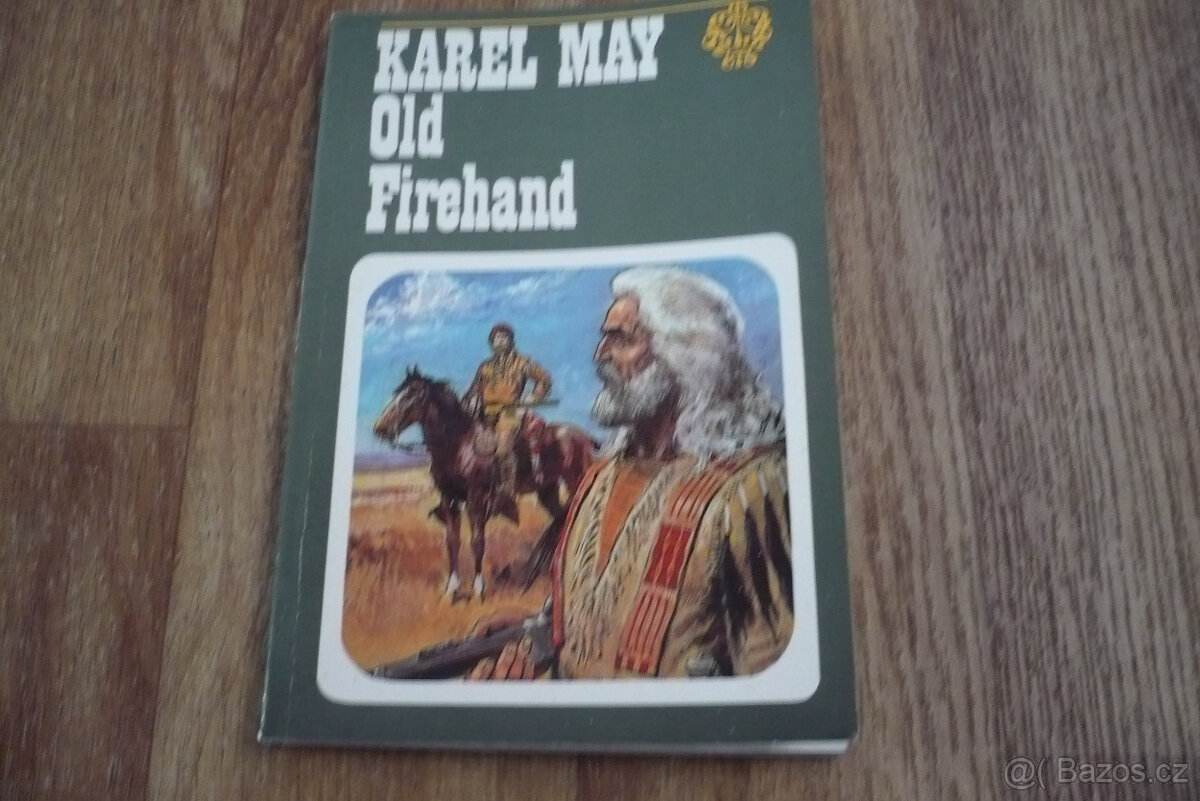 KAREL MAY
Old
Firehand
@( Bazos.cz